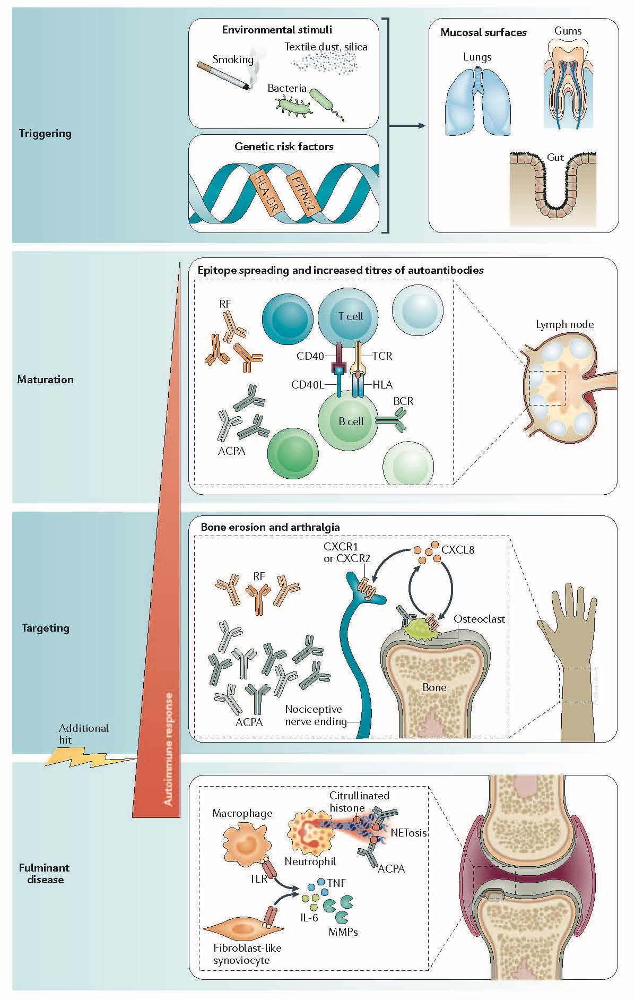 Triggering
Environmental stimuli
Smoking
Textile dust, silica
Bacteria
Genetic risk factors
HLA-DR
PTPN22
Mucosal surfaces
Lungs
Gums
Gut
Maturation
Epitope spreading and increased titres of autoantibodies
RF
T cell
CD40
TCR
CD40L
HLA
BCR
B cell
ACPA
Lymph node
Targeting
Bone erosion and arthralgia
CXCR1
or CXCR2
CXCL8
RF
Osteoclast
Bone
Nociceptive
nerve ending
ACPA
Additional
hit
Autoimmune response
Fulminant
disease
Macrophage
Citrullinated
histone
NETosis
Neutrophil
ACPA
TLR
TNF
IL-6
MMPs
Fibroblast-like
synoviocyte